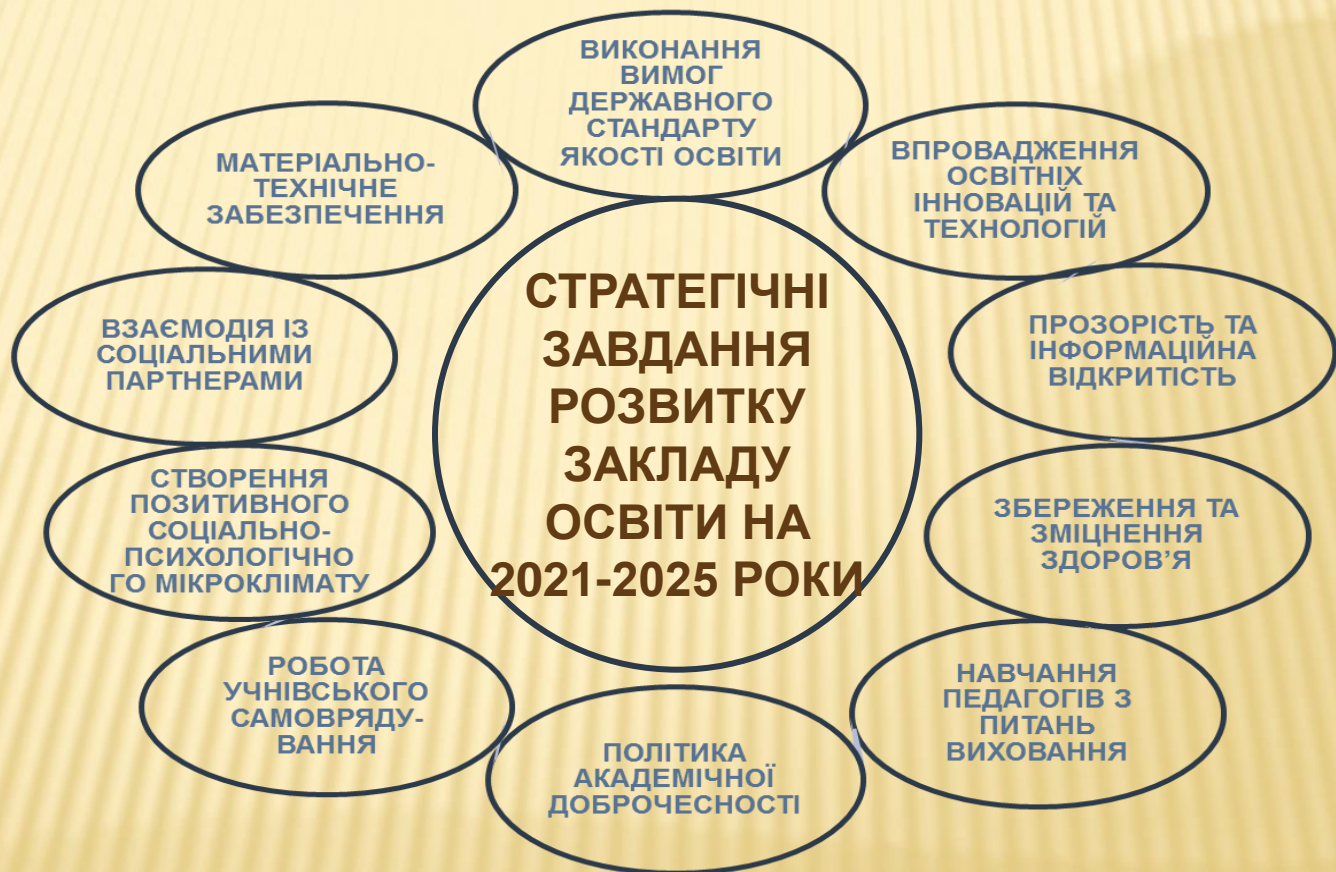 ВИКОНАННЯ
ВИМОГ
ДЕРЖАВНОГО
СТАНДАРТУ
ЯКОСТІ ОСВІТИ
ВПРОВАДЖЕННЯ
ОСВІТНІХ
ІННОВАЦІЙ ТА
ТЕХНОЛОГІЙ
ПРОЗОРІСТЬ ТА
ІНФОРМАЦІЙНА
ВІДКРИТІСТЬ
ЗБЕРЕЖЕННЯ ТА
ЗМІЦНЕННЯ
ЗДОРОВ’Я
НАВЧАННЯ
ПЕДАГОГІВ З
ПИТАНЬ
ВИХОВАННЯ
ПОЛІТИКА
АКАДЕМІЧНОЇ
ДОБРОЧЕСНОСТІ
РОБОТА
УЧНІВСЬКОГО
САМОВРЯДУ-
ВАННЯ
СТВОРЕННЯ
ПОЗИТИВНОГО
СОЦІАЛЬНО-
ПСИХОЛОГІЧНО
ГО МІКРОКЛІМАТУ
ВЗАЄМОДІЯ ІЗ
СОЦІАЛЬНИМИ
ПАРТНЕРАМИ
МАТЕРІАЛЬНО-
ТЕХНІЧНЕ
ЗАБЕЗПЕЧЕННЯ
СТРАТЕГІЧНІ
ЗАВДАННЯ
РОЗВИТКУ
ЗАКЛАДУ
ОСВІТИ НА
2021-2025 РОКИ